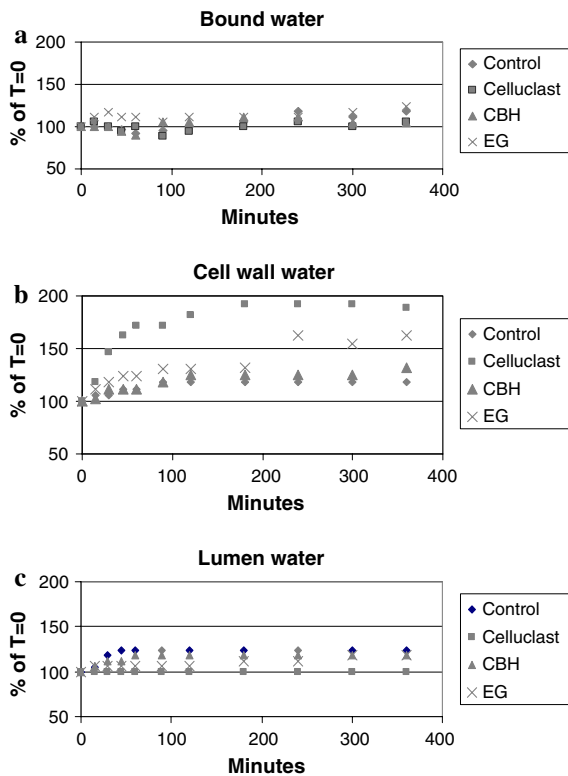 a
Bound water
200
150
100
50
% of T=0
0 100 200 300 400
Minutes
Control
Celluclast
CBH
EG
b
Cell wall water
200
150
100
50
% of T=0
0 100 200 300 400
Minutes
Control
Celluclast
CBH
EG
c
Lumen water
200
150
100
50
% of T=0
0 100 200 300 400
Minutes
Control
Celluclast
CBH
EG